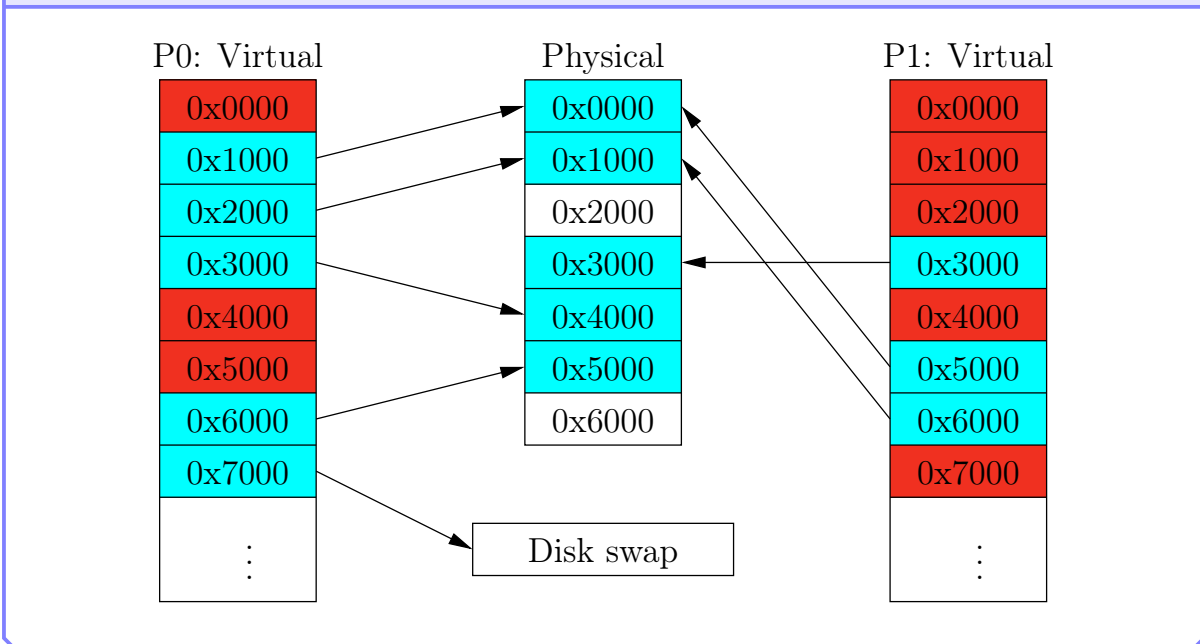 P0: Virtual Physical P1: Virtual
0x0000 0x0000 0x0000
0x1000 0x1000 0x1000
0x2000 0x2000 0x2000
0x3000 0x3000 0x3000
0x4000 0x4000 0x4000
0x5000 0x5000 0x5000
0x6000 0x6000 0x6000
0x7000 0x7000
Disk swap
⋮ ⋮